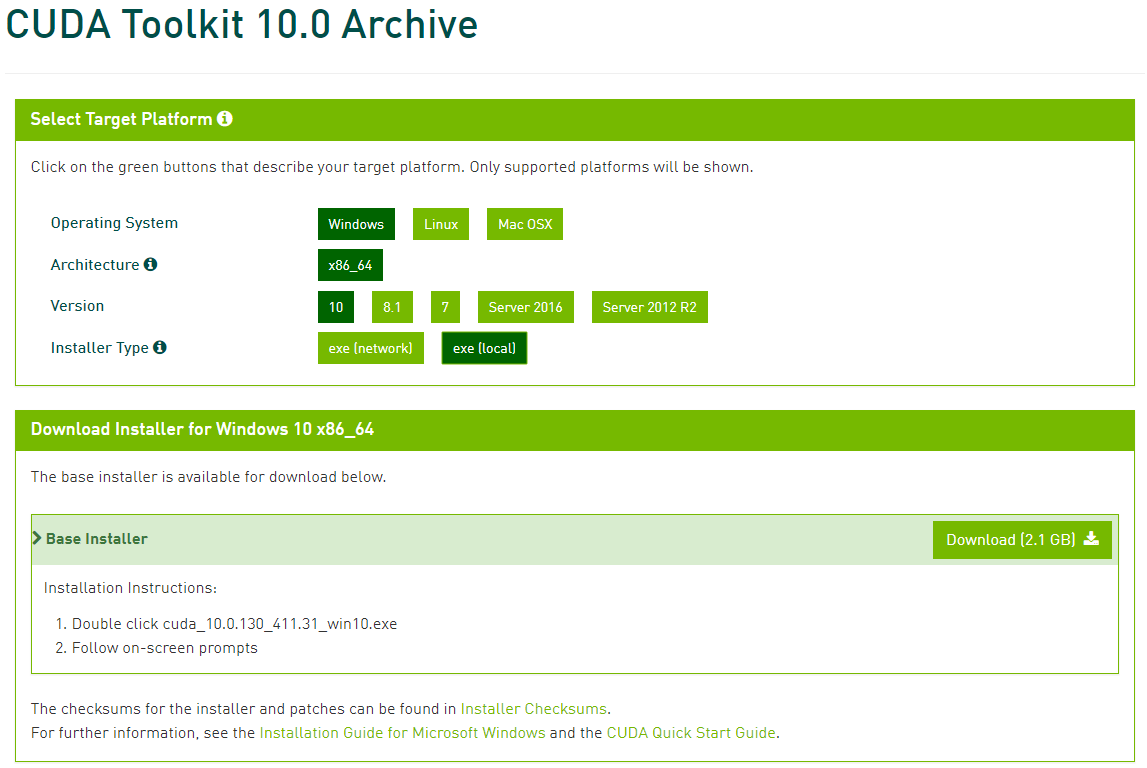 CUDA Toolkit 10.0 Archive
Select Target Platform
Click on the green buttons that describe your target platform. Only supported platforms will be shown.
Operating System Windows Linux Mac OSX
Architecture x86_64
Version 10 8.1 7 Server 2016 Server 2012 R2
Installer Type exe (network) exe (local)
Download Installer for Windows 10 x86_64
The base installer is available for download below.
Base Installer Download (2.1 GB)
Installation Instructions:
1. Double click cuda_10.0.130_411.31_win10.exe
2. Follow on-screen prompts
The checksums for the installer and patches can be found in Installer Checksums.
For further information, see the Installation Guide for Microsoft Windows and the CUDA Quick Start Guide.